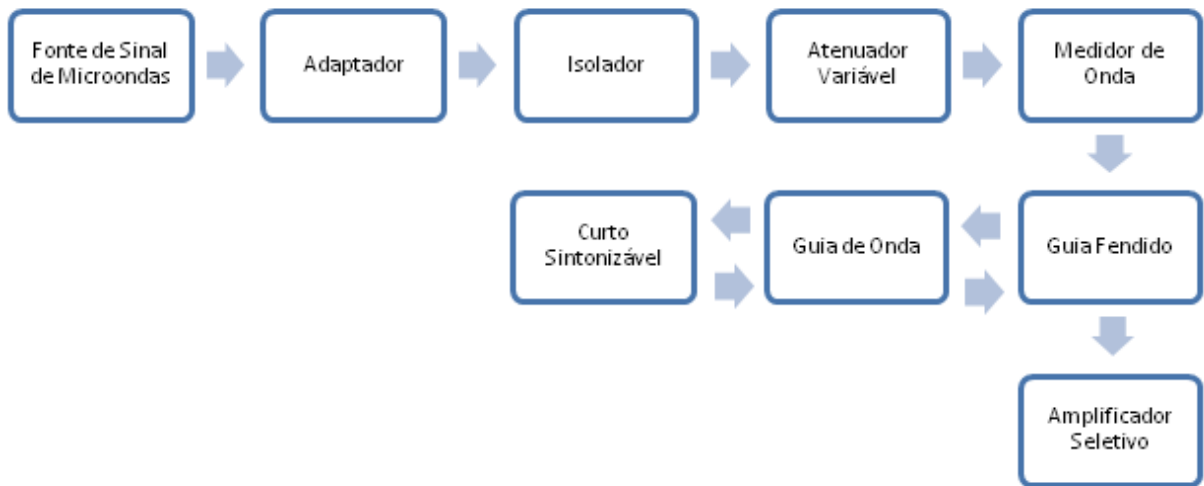 Fonte de Sinal
de Microondas
Adaptador
Isolador
Atenuador
Variável
Medidor de
Onda
Curto
Sintonizável
Guia de Onda
Guia Fendido
Amplificador
Seletivo